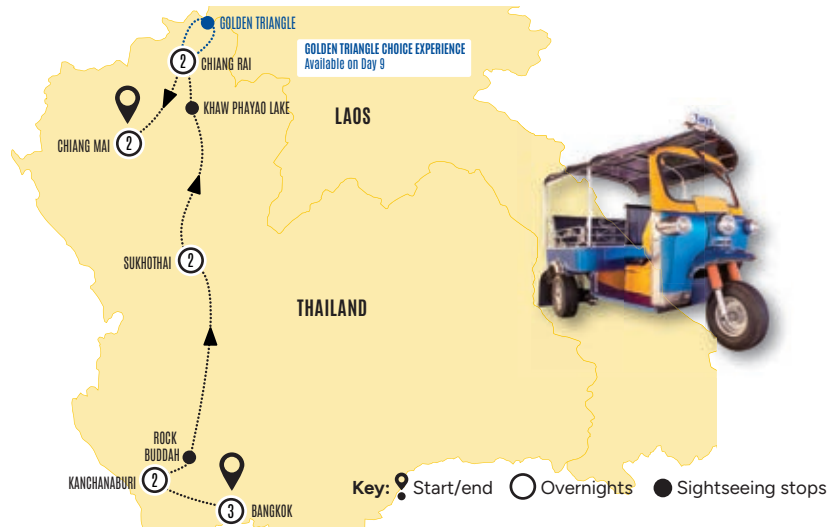 GOLDEN TRIANGLE
GOLDEN TRIANGLE CHOICE EXPERIENCE
Available on Day 9
2
CHIANG RAI
KHAW PHAYAO LAKE
LAOS
CHIANG MAI
2
SUKHOTHAI
2
THAILAND
ROCK
BUDDAH
KANCHANABURI
2
3
BANGKOK
Key: Start/end Overnights Sightseeing stops